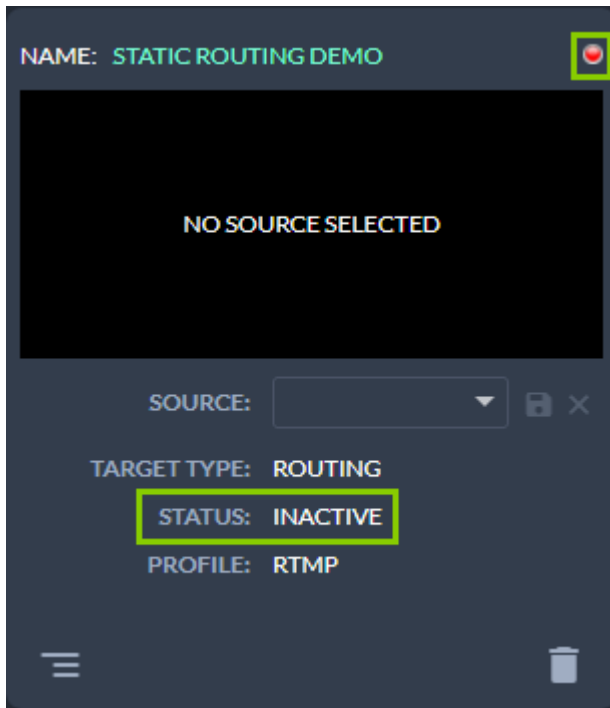 NAME: STATIC ROUTING DEMO
NO SOURCE SELECTED
SOURCE:
TARGET TYPE: ROUTING
STATUS: INACTIVE
PROFILE: RTMP